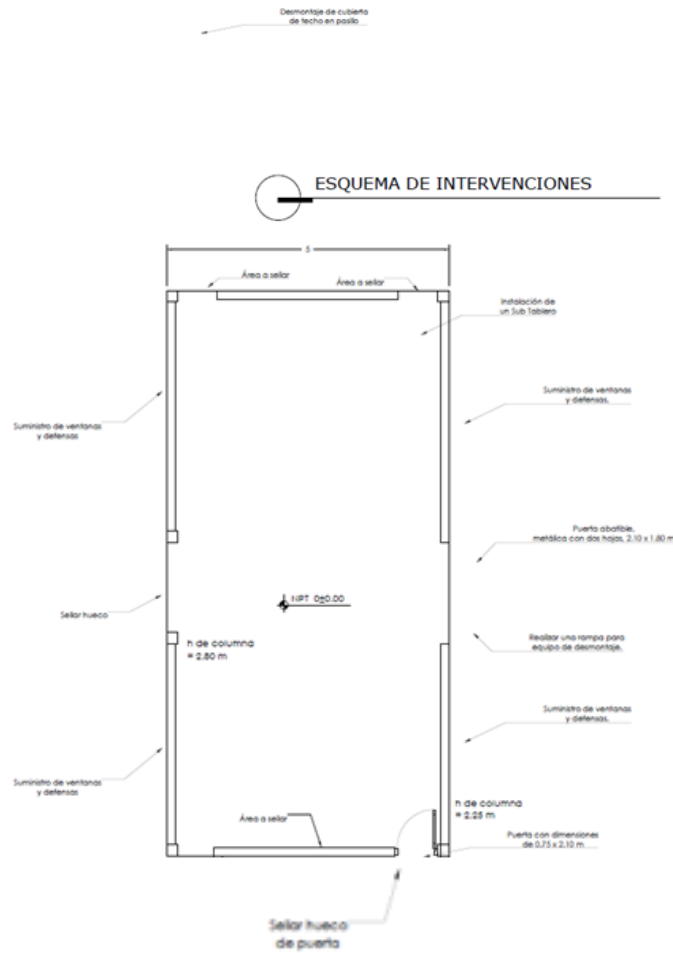 Desmontaje de cubierta
de techo en pasillo
ESQUEMA DE INTERVENCIONES
5
Área a sellar
Área a sellar
Instalación de
un Sub Tablero
Suministro de ventanas
y defensas
Suministro de ventanas
y defensas.
Puerta abatible,
metálica con dos hojas, 2.10 x 1.80 m
NPT 0±0.00
Sellar hueco
h de columna
= 2.80 m
Realizar una rampa para
equipo de desmontaje.
Suministro de ventanas
y defensas.
Suministro de ventanas
y defensas
h de columna
= 2.25 m
Área a sellar
Puerta con dimensiones
de 0.75 x 2.10 m
Sellar hueco
de puerta